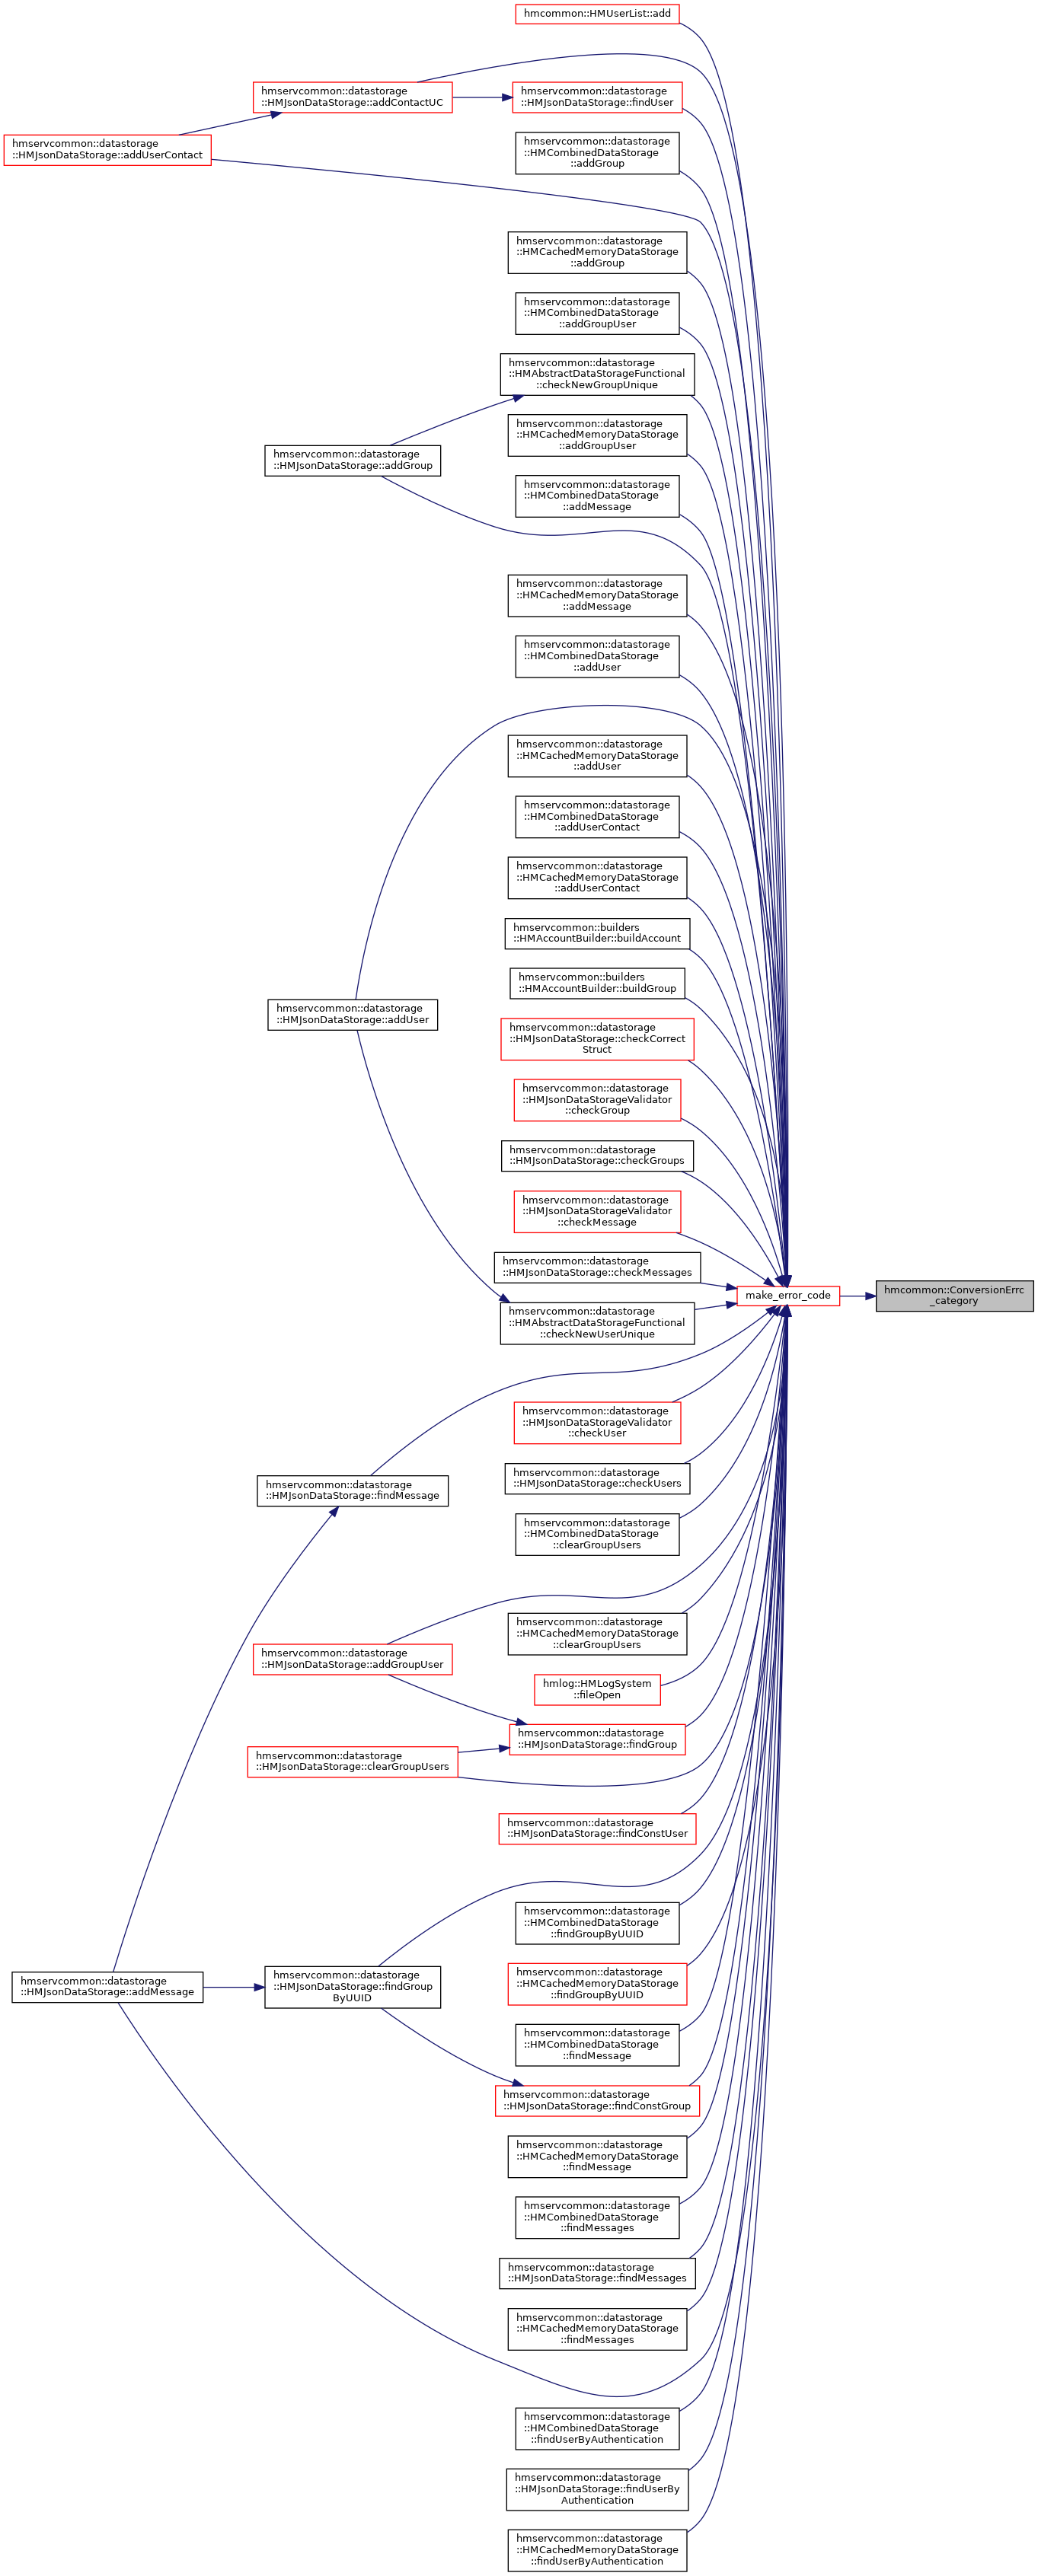 hmcommon::HMUserList::add
hmservcommon::datastorage
::HMJsonDataStorage::addContactUC
hmservcommon::datastorage
::HMJsonDataStorage::findUser
hmservcommon::datastorage
::HMJsonDataStorage::addUserContact
hmservcommon::datastorage
::HMCombinedDataStorage
::addGroup
hmservcommon::datastorage
::HMCachedMemoryDataStorage
::addGroup
hmservcommon::datastorage
::HMCombinedDataStorage
::addGroupUser
hmservcommon::datastorage
::HMAbstractDataStorageFunctional
::checkNewGroupUnique
hmservcommon::datastorage
::HMCachedMemoryDataStorage
::addGroupUser
hmservcommon::datastorage
::HMJsonDataStorage::addGroup
hmservcommon::datastorage
::HMCombinedDataStorage
::addMessage
hmservcommon::datastorage
::HMCachedMemoryDataStorage
::addMessage
hmservcommon::datastorage
::HMCombinedDataStorage
::addUser
hmservcommon::datastorage
::HMCachedMemoryDataStorage
::addUser
hmservcommon::datastorage
::HMCombinedDataStorage
::addUserContact
hmservcommon::datastorage
::HMCachedMemoryDataStorage
::addUserContact
hmservcommon::builders
::HMAccountBuilder::buildAccount
hmservcommon::builders
::HMAccountBuilder::buildGroup
hmservcommon::datastorage
::HMJsonDataStorage::addUser
hmservcommon::datastorage
::HMJsonDataStorage::checkCorrect
Struct
hmservcommon::datastorage
::HMJsonDataStorageValidator
::checkGroup
hmservcommon::datastorage
::HMJsonDataStorage::checkGroups
hmservcommon::datastorage
::HMJsonDataStorageValidator
::checkMessage
hmservcommon::datastorage
::HMJsonDataStorage::checkMessages
make_error_code
hmcommon::ConversionErrc
_category
hmservcommon::datastorage
::HMAbstractDataStorageFunctional
::checkNewUserUnique
hmservcommon::datastorage
::HMJsonDataStorageValidator
::checkUser
hmservcommon::datastorage
::HMJsonDataStorage::checkUsers
hmservcommon::datastorage
::HMJsonDataStorage::findMessage
hmservcommon::datastorage
::HMCombinedDataStorage
::clearGroupUsers
hmservcommon::datastorage
::HMCachedMemoryDataStorage
::clearGroupUsers
hmservcommon::datastorage
::HMJsonDataStorage::addGroupUser
hmlog::HMLogSystem
::fileOpen
hmservcommon::datastorage
::HMJsonDataStorage::findGroup
hmservcommon::datastorage
::HMJsonDataStorage::clearGroupUsers
hmservcommon::datastorage
::HMJsonDataStorage::findConstUser
hmservcommon::datastorage
::HMCombinedDataStorage
::findGroupByUUID
hmservcommon::datastorage
::HMCachedMemoryDataStorage
::findGroupByUUID
hmservcommon::datastorage
::HMJsonDataStorage::addMessage
hmservcommon::datastorage
::HMJsonDataStorage::findGroup
ByUUID
hmservcommon::datastorage
::HMCombinedDataStorage
::findMessage
hmservcommon::datastorage
::HMJsonDataStorage::findConstGroup
hmservcommon::datastorage
::HMCachedMemoryDataStorage
::findMessage
hmservcommon::datastorage
::HMCombinedDataStorage
::findMessages
hmservcommon::datastorage
::HMJsonDataStorage::findMessages
hmservcommon::datastorage
::HMCachedMemoryDataStorage
::findMessages
hmservcommon::datastorage
::HMCombinedDataStorage
::findUserByAuthentication
hmservcommon::datastorage
::HMJsonDataStorage::findUserBy
Authentication
hmservcommon::datastorage
::HMCachedMemoryDataStorage
::findUserByAuthentication